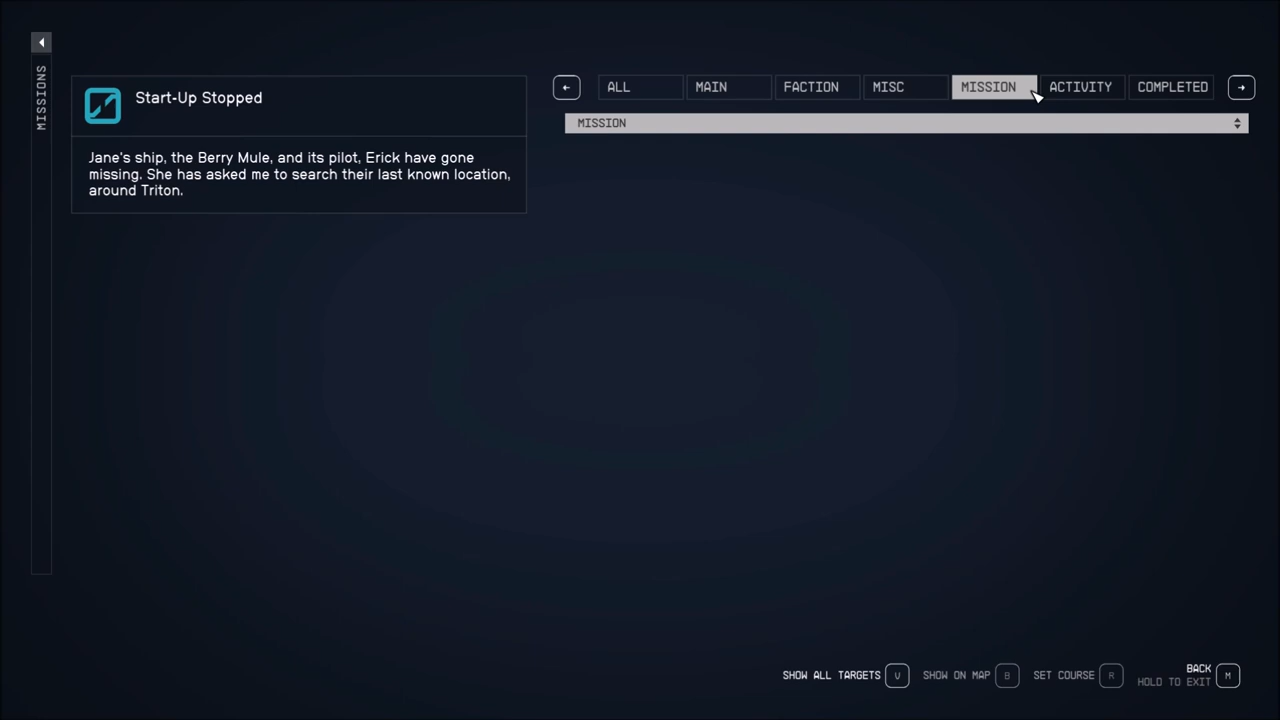 MISSIONS
Start-Up Stopped
Jane's ship, the Berry Mule, and its pilot, Erick have gone
missing. She has asked me to search their last known location,
around Triton.
ALL MAIN FACTION MISC MISSION ACTIVITY COMPLETED
MISSION
SHOW ALL TARGETS V SHOW ON MAP B SET COURSE R BACK M
HOLD TO EXIT